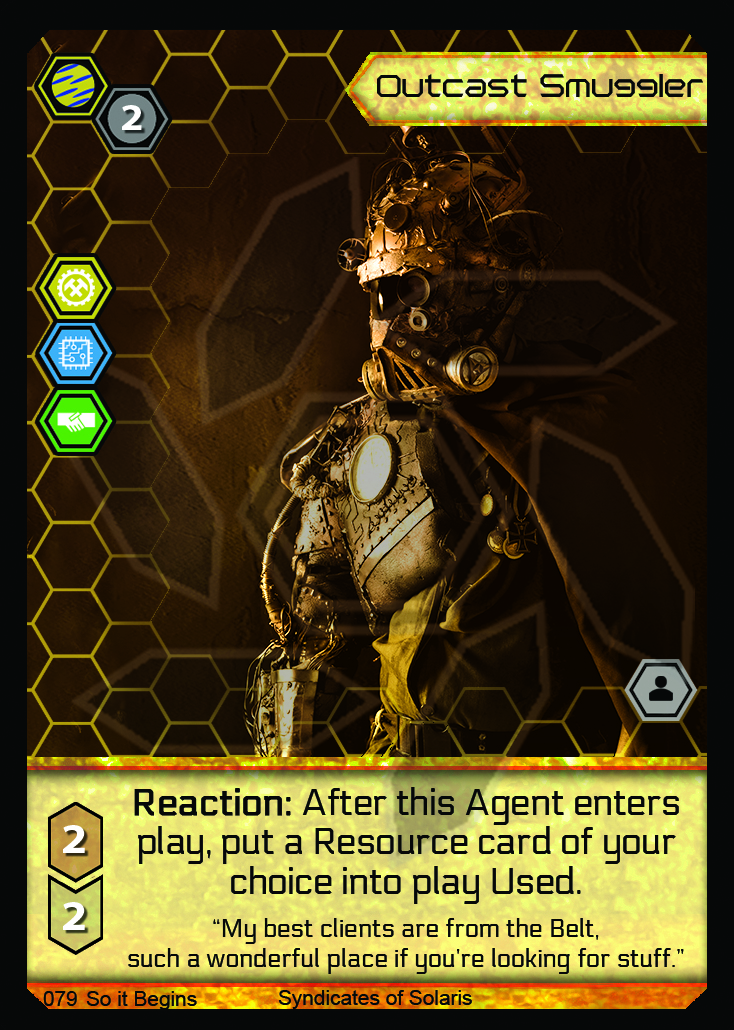 Outcast Smuggler
2
2
Reaction: After this Agent enters
play, put a Resource card of your
choice into play Used.
2
“My best clients are from the Belt,
such a wonderful place if you're looking for stuff.”
079 So it Begins
Syndicates of Solaris